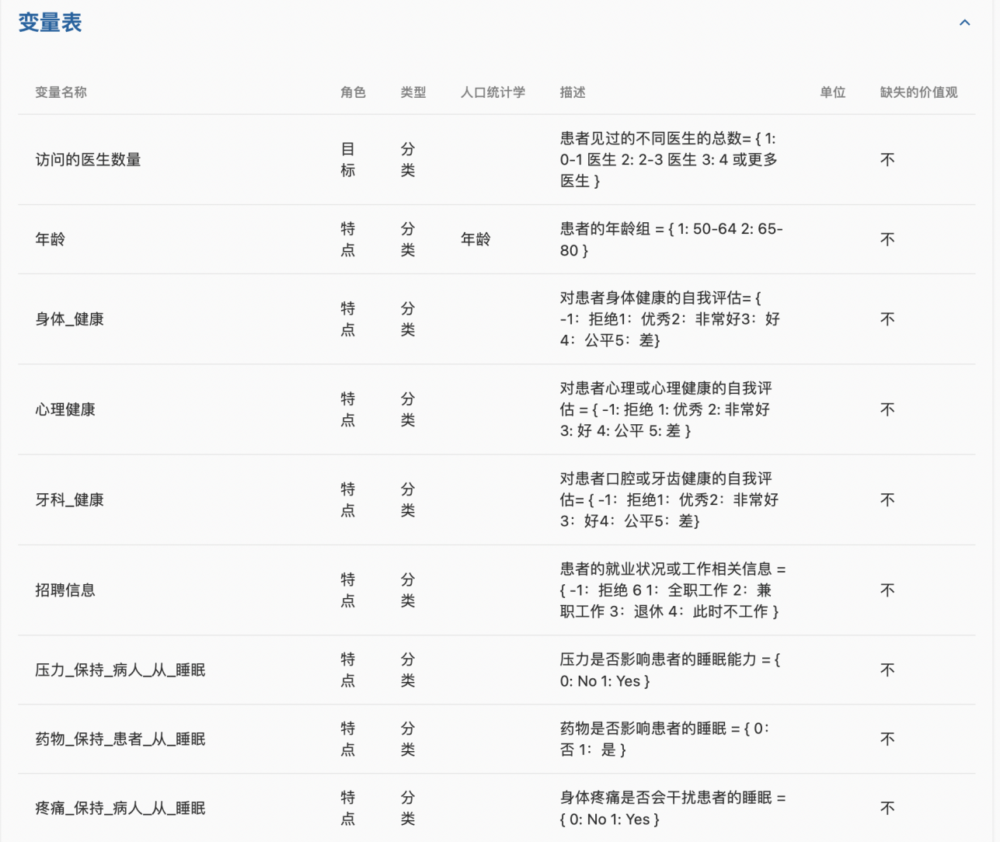 变量表
变量名称 角色 类型 人口统计学 描述 单位 缺失的价值观
访问的医生数量 目标 分类 患者见过的不同医生的总数= { 1:
0-1 医生 2: 2-3 医生 3: 4 或更多
医生 } 不
年龄 特点 分类 年龄 患者的年龄组 = { 1: 50-64 2: 65-
80 } 不
身体_健康 特点 分类 对患者身体健康的自我评估= {
-1：拒绝1：优秀2：非常好3：好
4：公平5：差} 不
心理健康 特点 分类 对患者心理或心理健康的自我评
估 = { -1: 拒绝 1: 优秀 2: 非常好
3: 好 4: 公平 5: 差 } 不
牙科_健康 特点 分类 对患者口腔或牙齿健康的自我评
估= { -1：拒绝1：优秀2：非常好
3：好4：公平5：差} 不
招聘信息 特点 分类 患者的就业状况或工作相关信息 =
{ -1：拒绝 6 1：全职工作 2：兼
职工作 3：退休 4：此时不工作 } 不
压力_保持_病人_从_睡眠 特点 分类 压力是否影响患者的睡眠能力 = {
0: No 1: Yes } 不
药物_保持_患者_从_睡眠 特点 分类 药物是否影响患者的睡眠 = { 0：
否 1：是 } 不
疼痛_保持_病人_从_睡眠 特点 分类 身体疼痛是否会干扰患者的睡眠 =
{ 0: No 1: Yes } 不